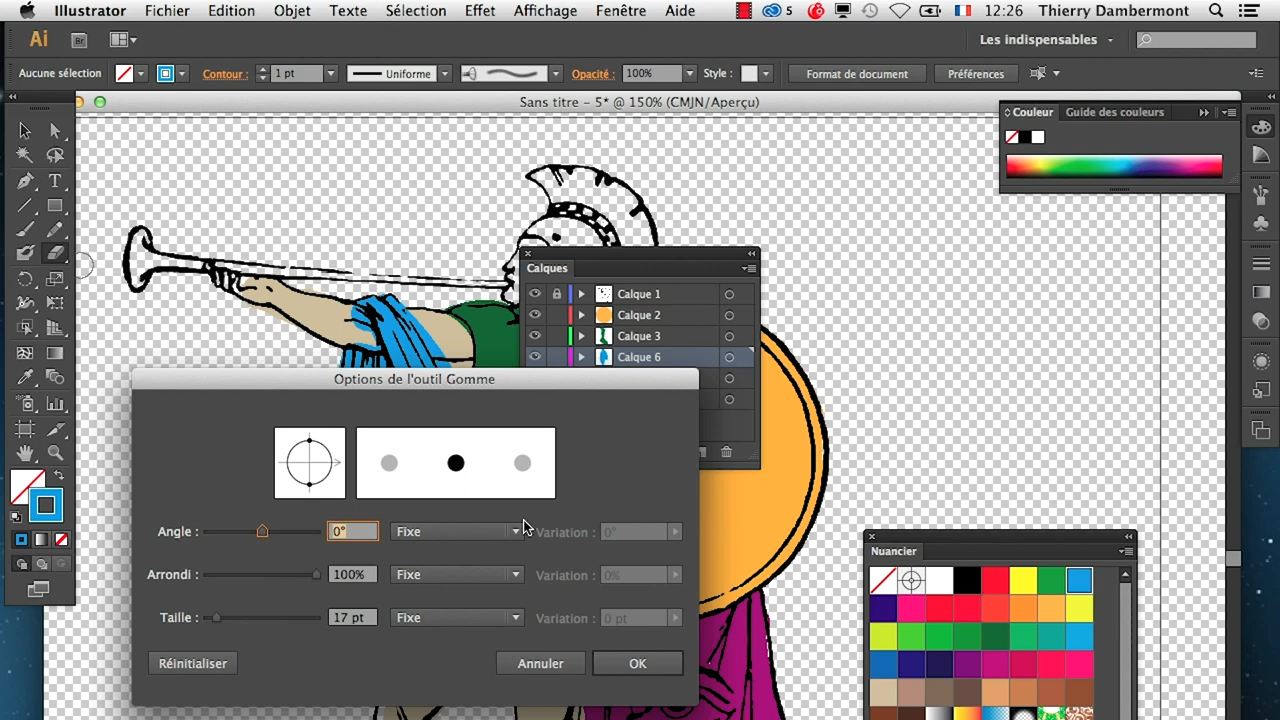 Illustrator Fichier Edition Objet Texte Sélection Effet Affichage Fenêtre Aide 5 12:26 Thierry Dambermont
Ai Br Les indispensables
Aucune sélection Contour : 1 pt Uniforme Opacité : 100% Style : Format de document Préférences
Sans titre - 5* @ 150% (CMJN/Aperçu)
Couleur Guide des couleurs
Calques
Calque 1
Calque 2
Calque 3
Calque 6
Options de l'outil Gomme
Angle : 0° Fixe Variation : 0°
Arrondi : 100% Fixe Variation : 0%
Taille : 17 pt Fixe Variation : 0 pt
Réinitialiser Annuler OK
Nuancier